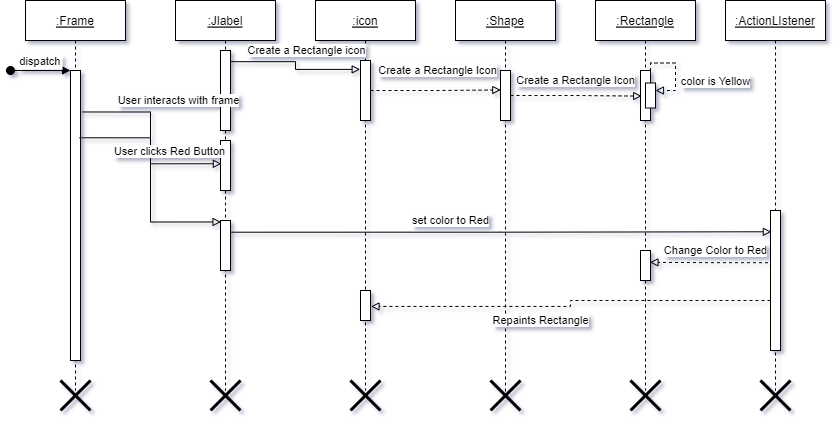 :Frame
:Jlabel
:icon
:Shape
:Rectangle
:ActionLIstener
dispatch
Create a Rectangle icon
Create a Rectangle Icon
Create a Rectangle Icon
color is Yellow
User interacts with frame
User clicks Red Button
set color to Red
Change Color to Red
Repaints Rectangle